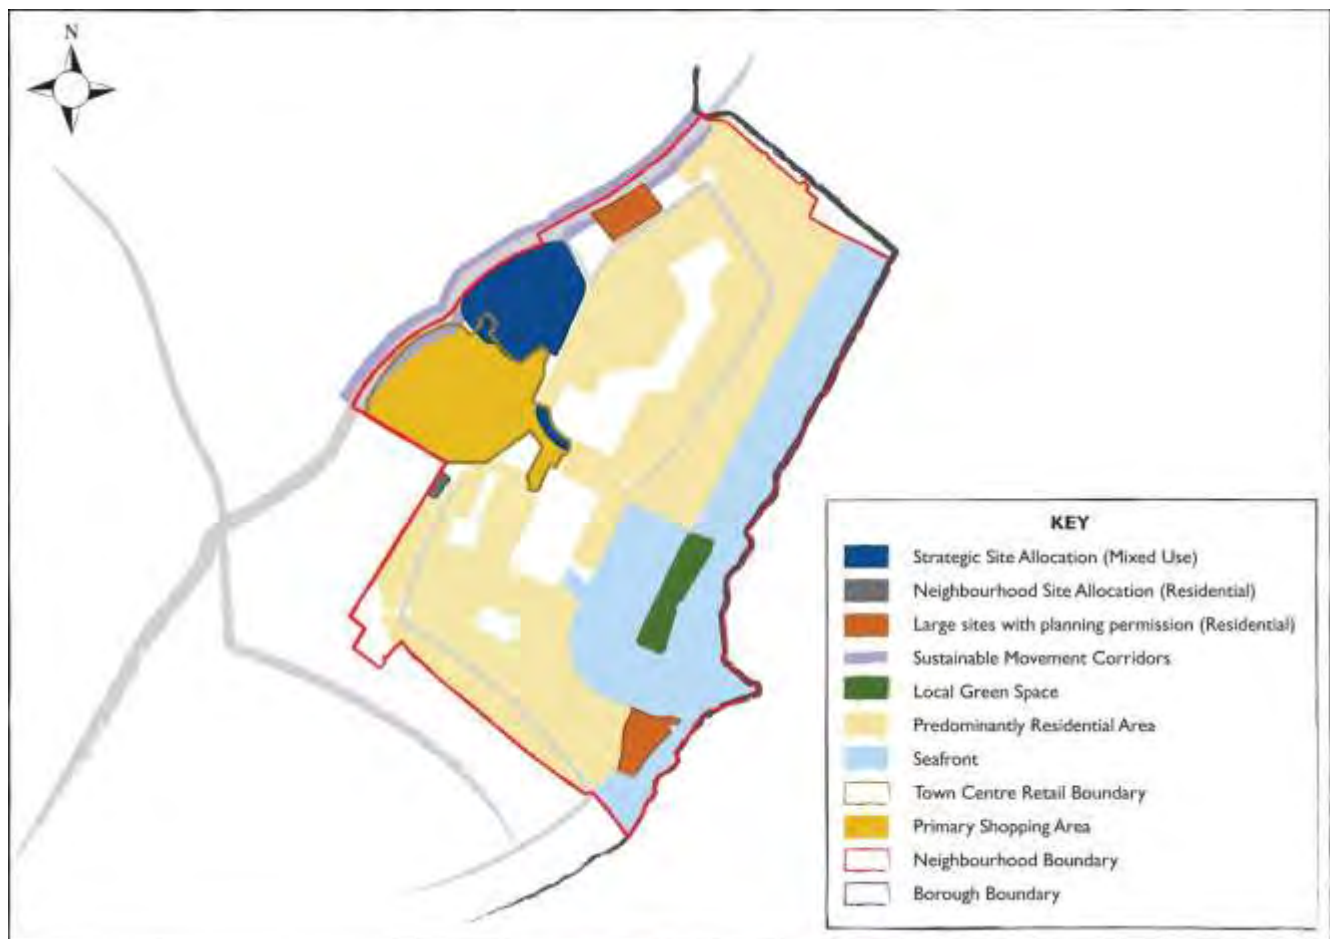 N
KEY
Strategic Site Allocation (Mixed Use)
Neighbourhood Site Allocation (Residential)
Large sites with planning permission (Residential)
Sustainable Movement Corridors
Local Green Space
Predominantly Residential Area
Seafront
Town Centre Retail Boundary
Primary Shopping Area
Neighbourhood Boundary
Borough Boundary